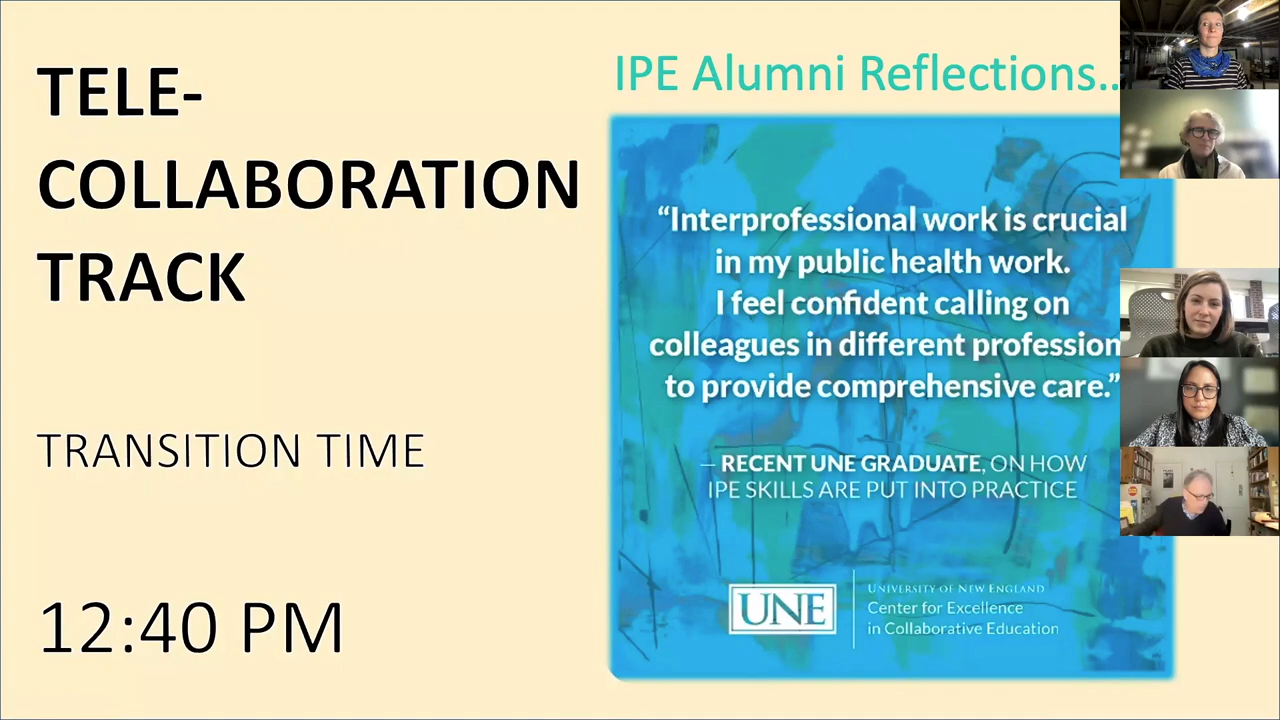 TELE-
COLLABORATION
TRACK
TRANSITION TIME
12:40 PM
IPE Alumni Reflections…
“Interprofessional work is crucial
in my public health work.
I feel confident calling on
colleagues in different profession
to provide comprehensive care.”
— RECENT UNE GRADUATE, ON HOW
IPE SKILLS ARE PUT INTO PRACTICE
UNE
UNIVERSITY OF NEW ENGLAND
Center for Excellence
in Collaborative Education